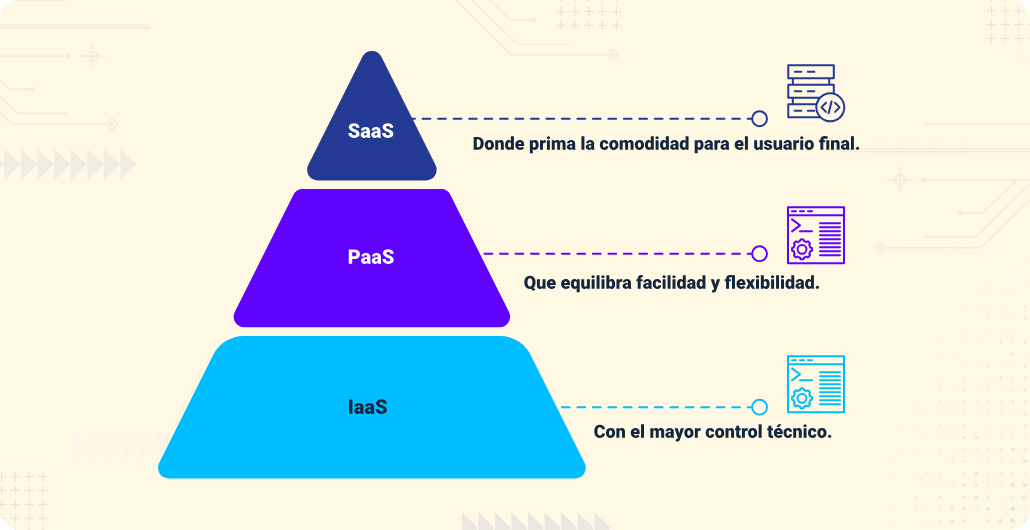 SaaS
Donde prima la comodidad para el usuario final.
PaaS
Que equilibra facilidad y flexibilidad.
IaaS
Con el mayor control técnico.